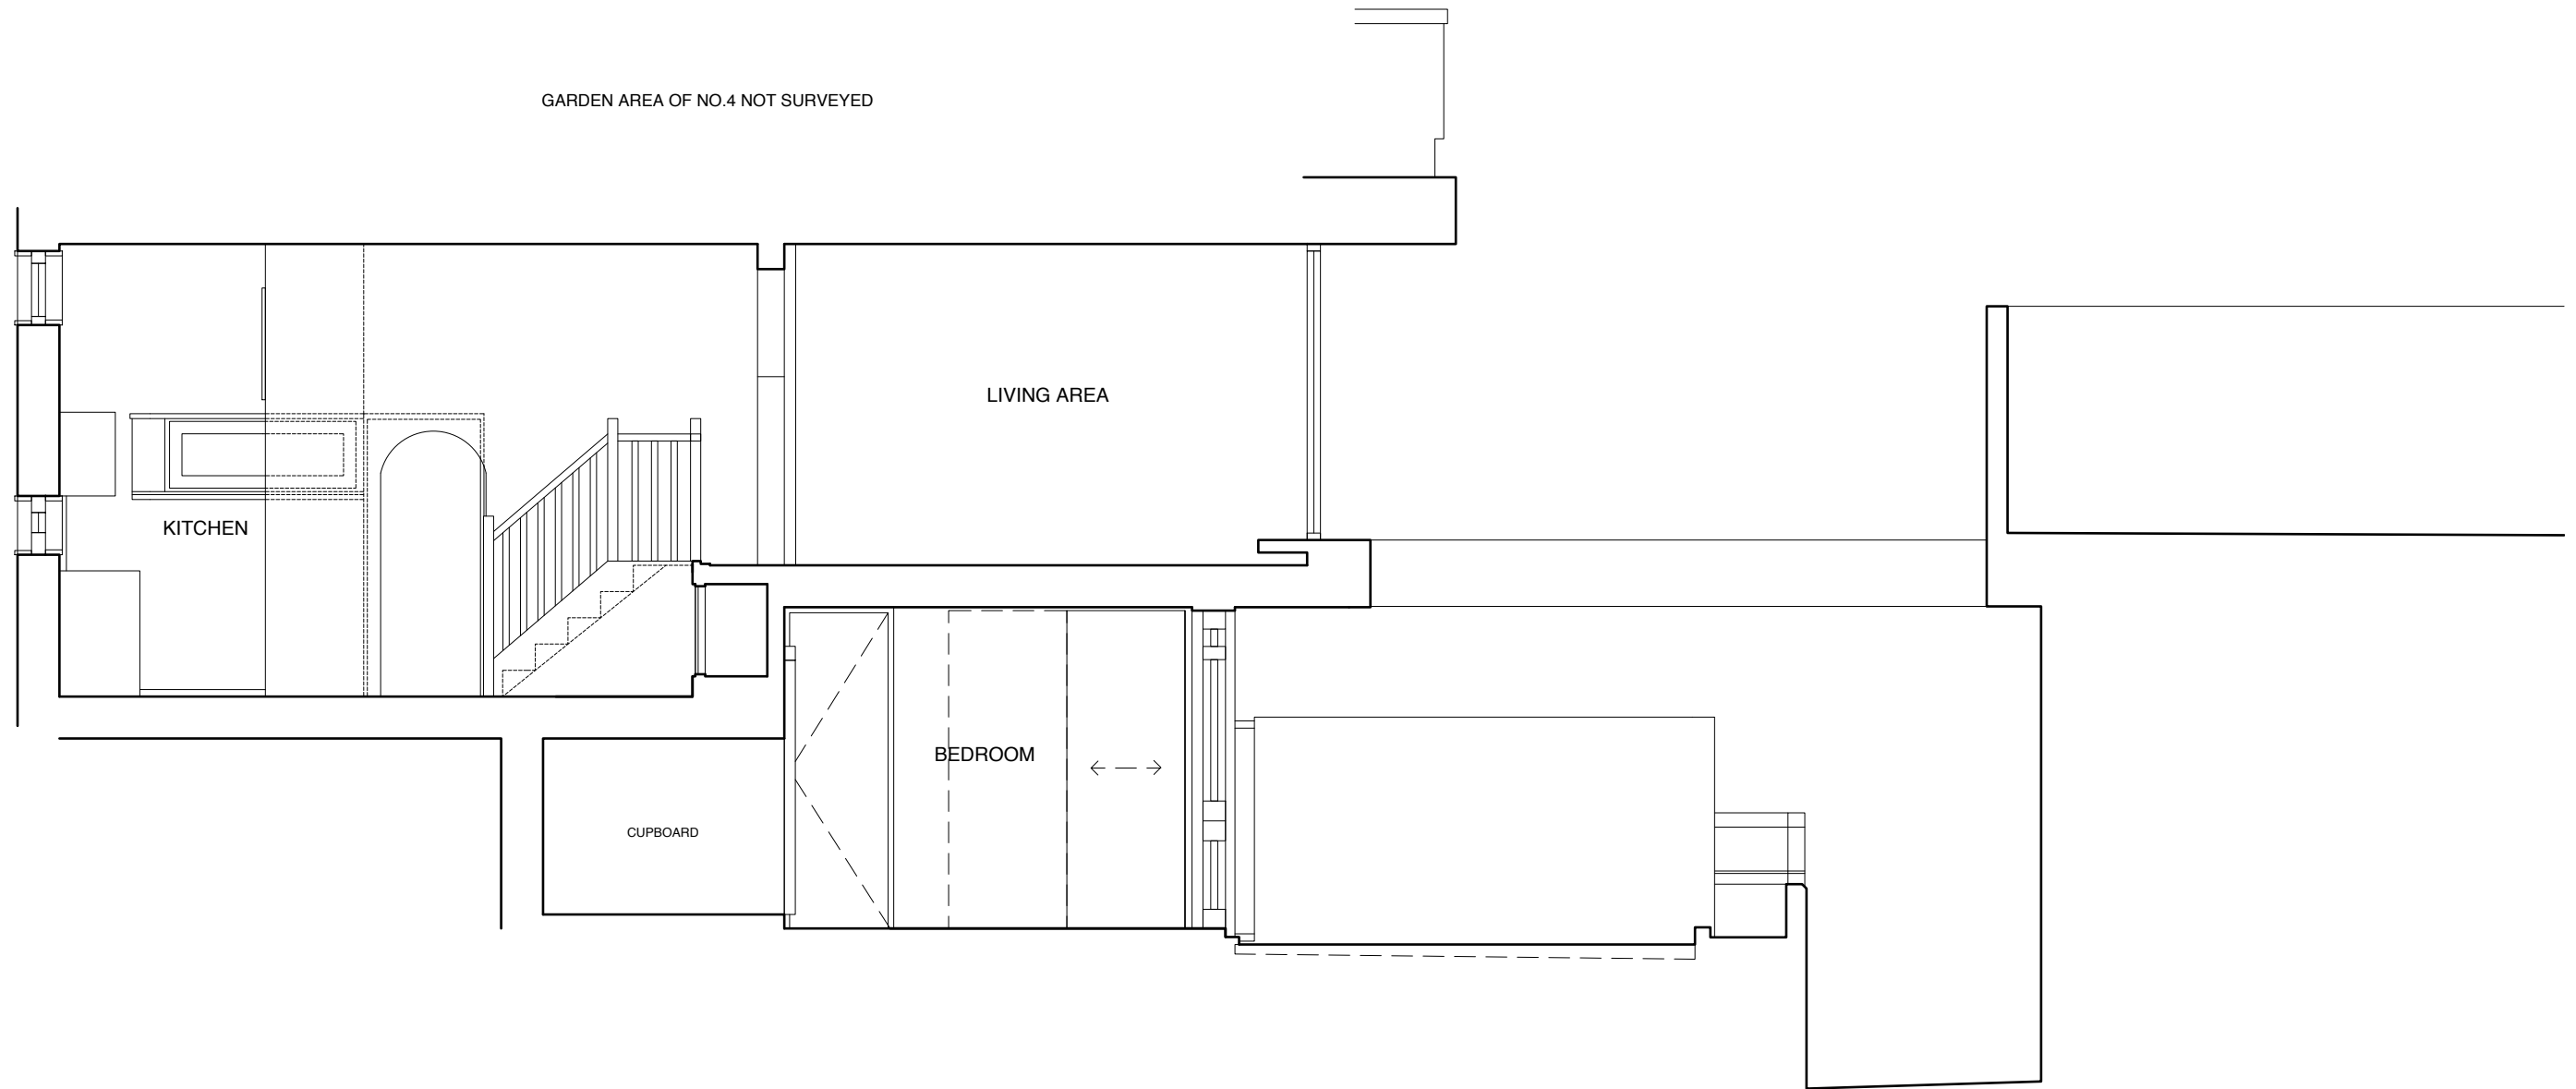 GARDEN AREA OF NO.4 NOT SURVEYED
LIVING AREA
KITCHEN
BEDROOM
CUPBOARD